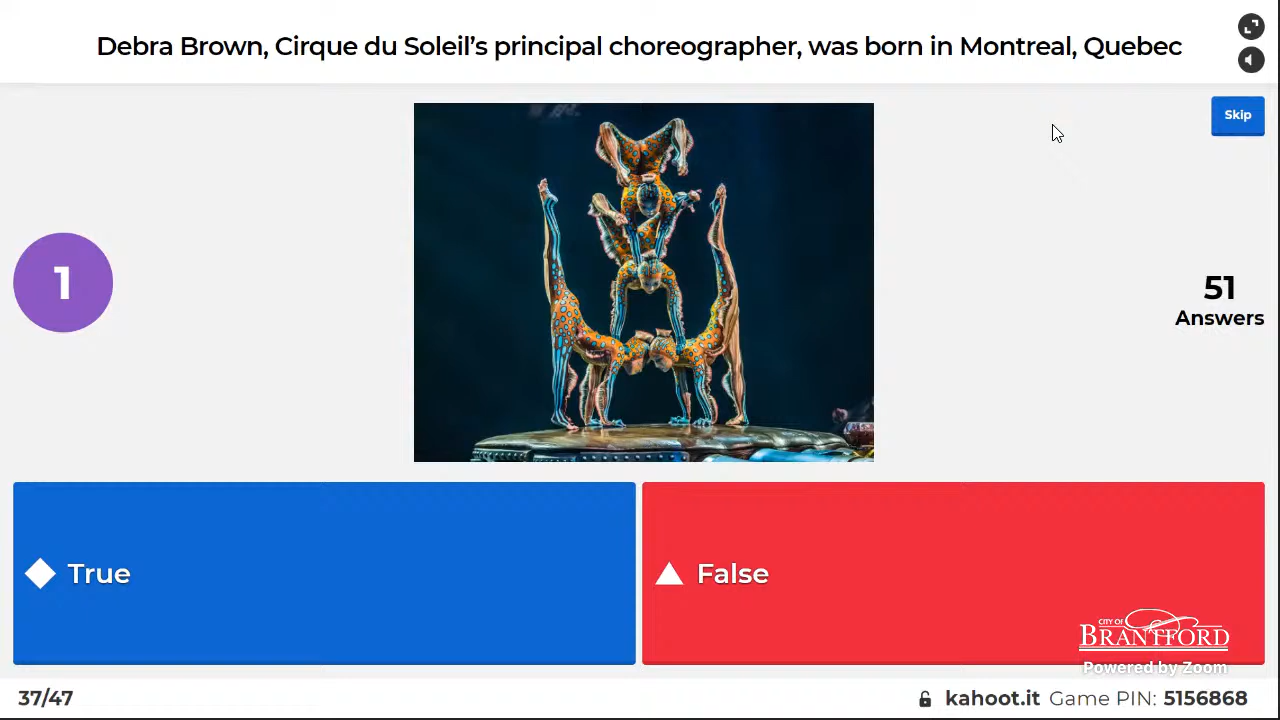 Debra Brown, Cirque du Soleil’s principal choreographer, was born in Montreal, Quebec
Skip
1
51
Answers
True
False
CITY OF
BRANTFORD
Powered by Zoom
37/47
kahoot.it Game PIN: 5156868